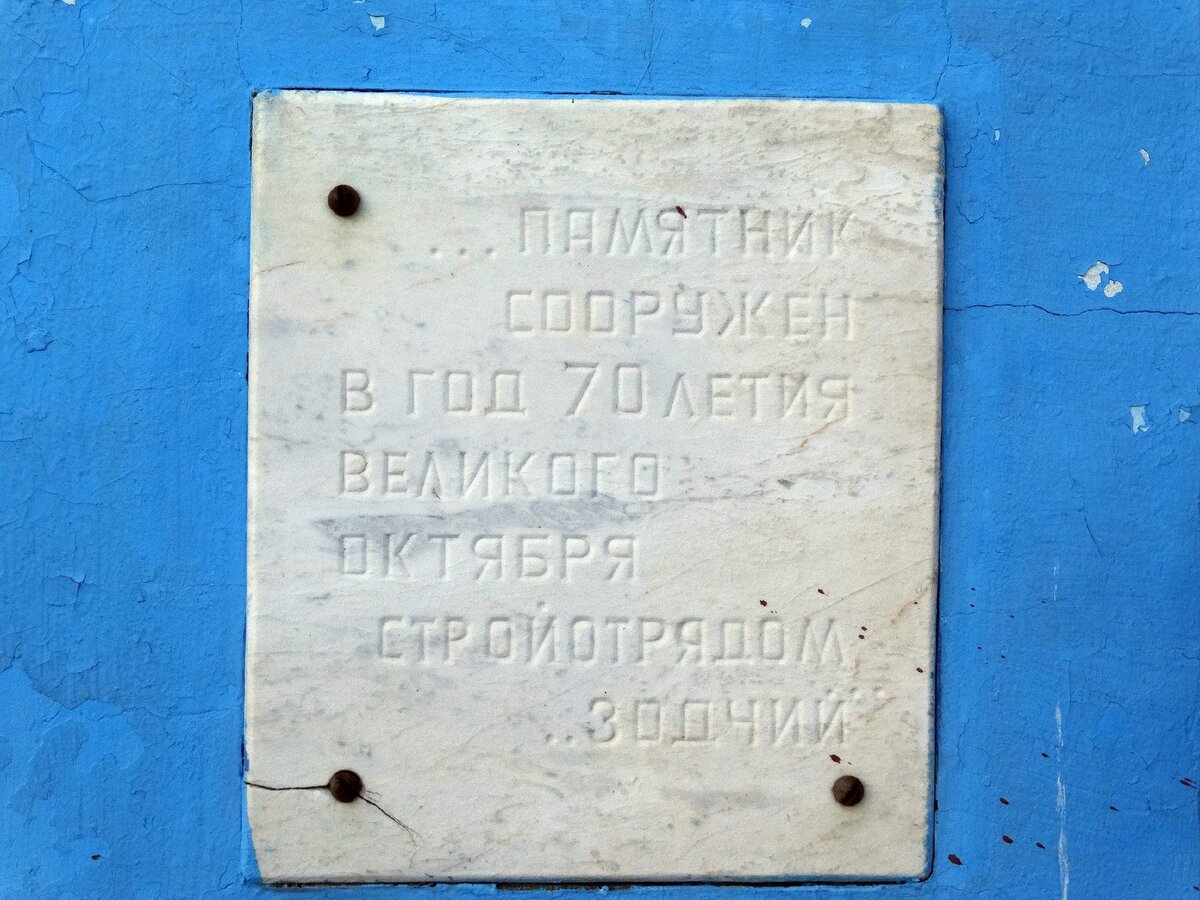 ... ПАМЯТНИК
СООРУЖЕН
В ГОД 70 ЛЕТИЯ
ВЕЛИКОГО
ОКТЯБРЯ
СТРОЙОТРЯДОМ
..ЗОДЧИЙ...